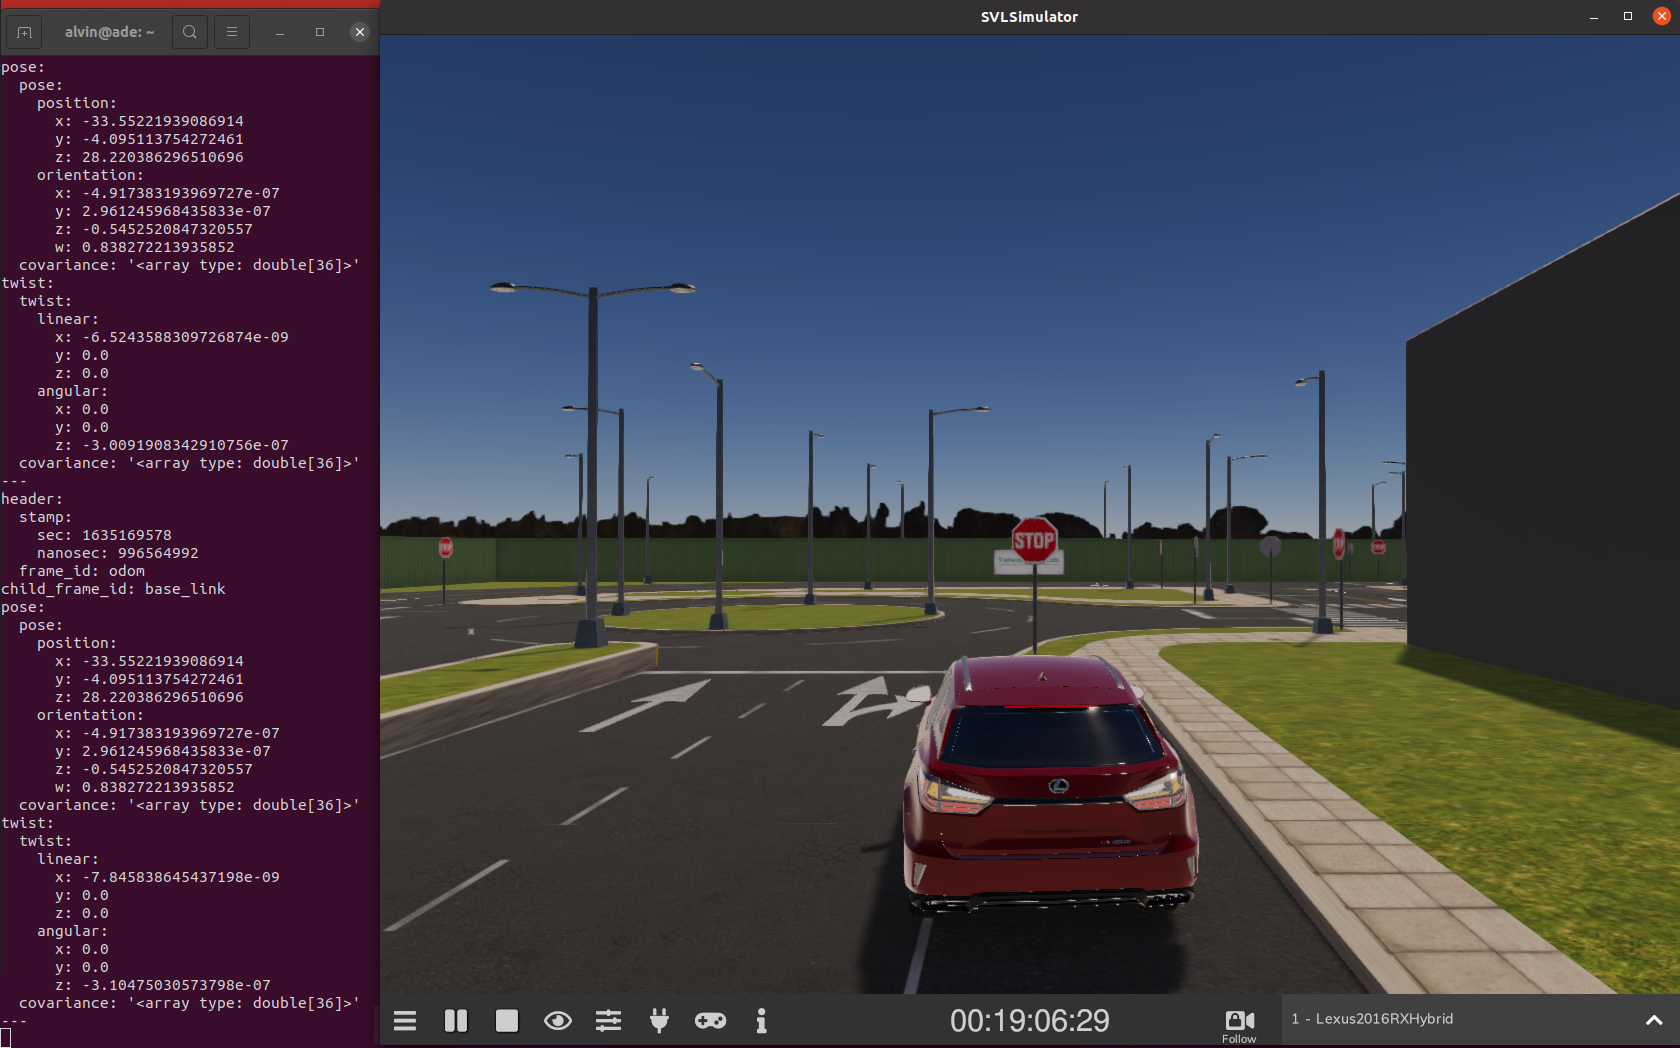 alvin@ade: ~
pose:
pose:
position:
x: -33.55221939086914
y: -4.095113754272461
z: 28.220386296510696
orientation:
x: -4.917383193969727e-07
y: 2.961245968435833e-07
z: -0.5452520847320557
w: 0.838272213935852
covariance: '<array type: double[36]>'
twist:
twist:
linear:
x: -6.5243588309726874e-09
y: 0.0
z: 0.0
angular:
x: 0.0
y: 0.0
z: -3.0091908342910756e-07
covariance: '<array type: double[36]>'
---
header:
stamp:
sec: 1635169578
nanosec: 996564992
frame_id: odom
child_frame_id: base_link
pose:
pose:
position:
x: -33.55221939086914
y: -4.095113754272461
z: 28.220386296510696
orientation:
x: -4.917383193969727e-07
y: 2.961245968435833e-07
z: -0.5452520847320557
w: 0.838272213935852
covariance: '<array type: double[36]>'
twist:
twist:
linear:
x: -7.845838645437198e-09
y: 0.0
z: 0.0
angular:
x: 0.0
y: 0.0
z: -3.10475030573798e-07
covariance: '<array type: double[36]>'
---
SVLSimulator
STOP
00:19:06:29
Follow
1 - Lexus2016RXHybrid